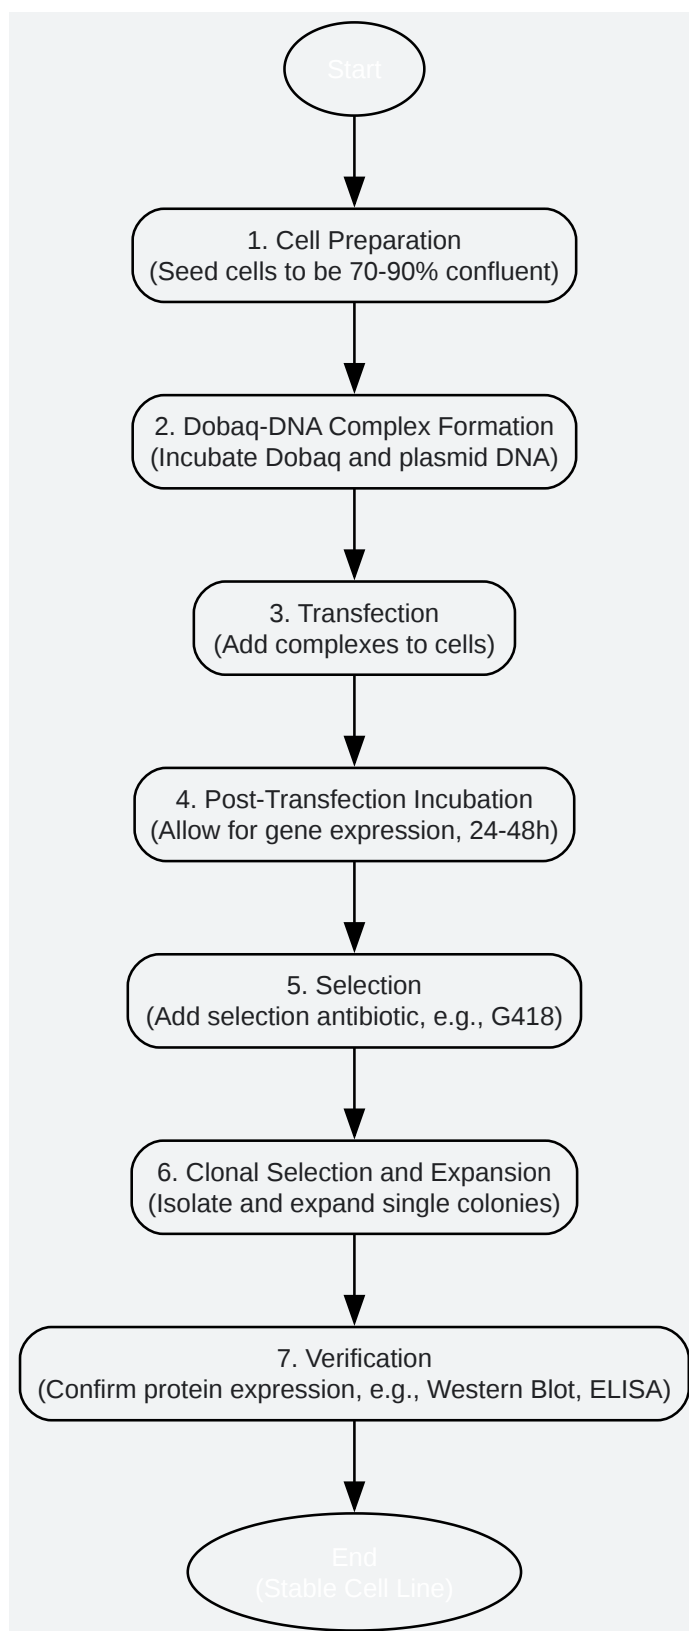 Start
1. Cell Preparation
(Seed cells to be 70-90% confluent)
2. Dobaq-DNA Complex Formation
(Incubate Dobaq and plasmid DNA)
3. Transfection
(Add complexes to cells)
4. Post-Transfection Incubation
(Allow for gene expression, 24-48h)
5. Selection
(Add selection antibiotic, e.g., G418)
6. Clonal Selection and Expansion
(Isolate and expand single colonies)
7. Verification
(Confirm protein expression, e.g., Western Blot, ELISA)
End
(Stable Cell Line)